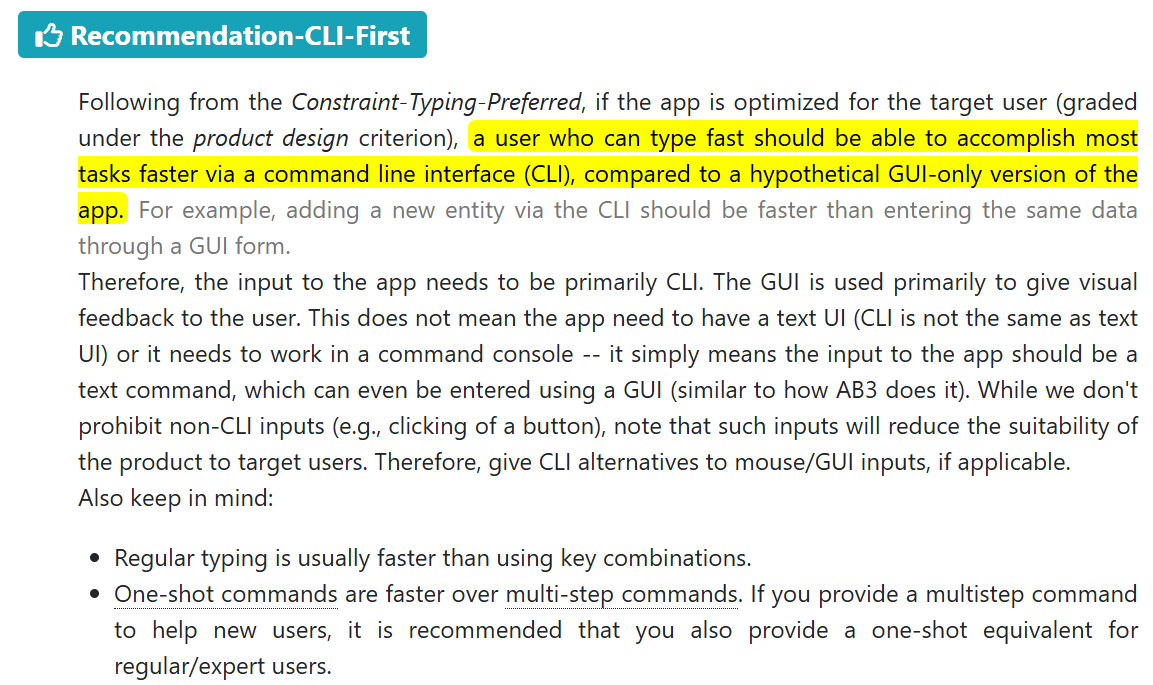 Recommendation-CLI-First
Following from the Constraint-Typing-Preferred, if the app is optimized for the target user (graded
under the product design criterion), a user who can type fast should be able to accomplish most
tasks faster via a command line interface (CLI), compared to a hypothetical GUI-only version of the
app. For example, adding a new entity via the CLI should be faster than entering the same data
through a GUI form.
Therefore, the input to the app needs to be primarily CLI. The GUI is used primarily to give visual
feedback to the user. This does not mean the app need to have a text UI (CLI is not the same as text
UI) or it needs to work in a command console -- it simply means the input to the app should be a
text command, which can even be entered using a GUI (similar to how AB3 does it). While we don't
prohibit non-CLI inputs (e.g., clicking of a button), note that such inputs will reduce the suitability of
the product to target users. Therefore, give CLI alternatives to mouse/GUI inputs, if applicable.
Also keep in mind:
• Regular typing is usually faster than using key combinations.
• One-shot commands are faster over multi-step commands. If you provide a multistep command
to help new users, it is recommended that you also provide a one-shot equivalent for
regular/expert users.